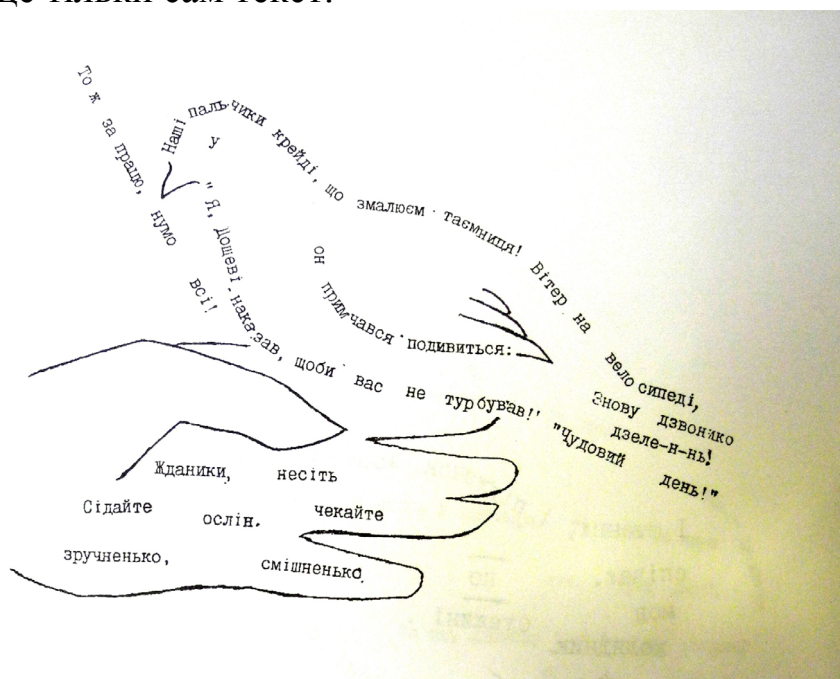 це тільки сам текст.
То ж за працю, нумо всі!
Наші пальчики у крейді, що змалюєм - таємниця! Вітер на велосипеді,
он примчався подивиться:
Знову дзвонико
дзеле-н-нь!
"Чудовий день!"
"Я, дощеві наказав, щоби вас не турбував!"
Жданики, несіть
ослін.
Сідайте
зручненько,
чекайте
смішненько.